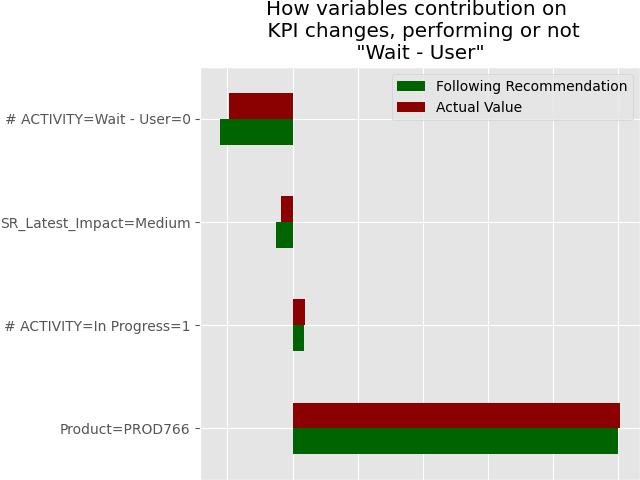 How variables contribution on
KPI changes, performing or not
"Wait - User"
Following Recommendation
Actual Value
# ACTIVITY=Wait - User=0
SR_Latest_Impact=Medium
# ACTIVITY=In Progress=1
Product=PROD766